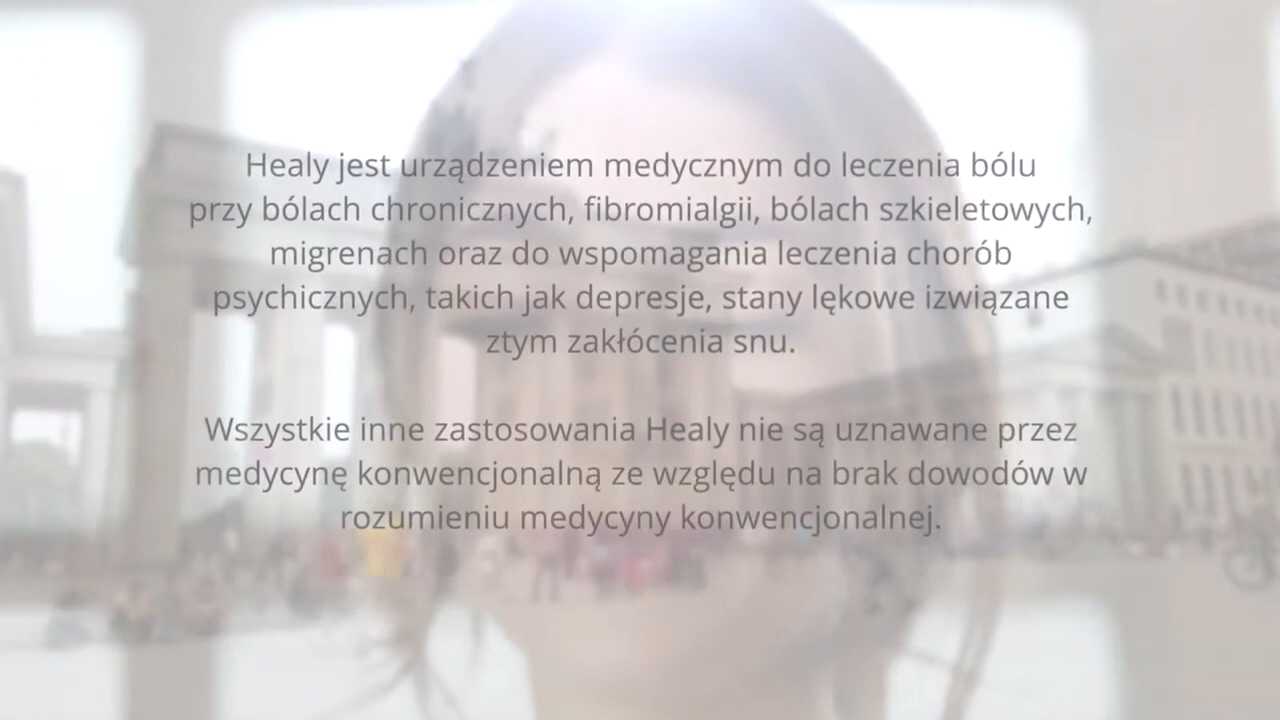 Healy jest urządzeniem medycznym do leczenia bólu
przy bólach chronicznych, fibromialgii, bólach szkieletowych,
migrenach oraz do wspomagania leczenia chorób
psychicznych, takich jak depresje, stany lękowe izwiązane
ztym zakłócenia snu.
Wszystkie inne zastosowania Healy nie są uznawane przez
medycynę konwencjonalną ze względu na brak dowodów w
rozumieniu medycyny konwencjonalnej.